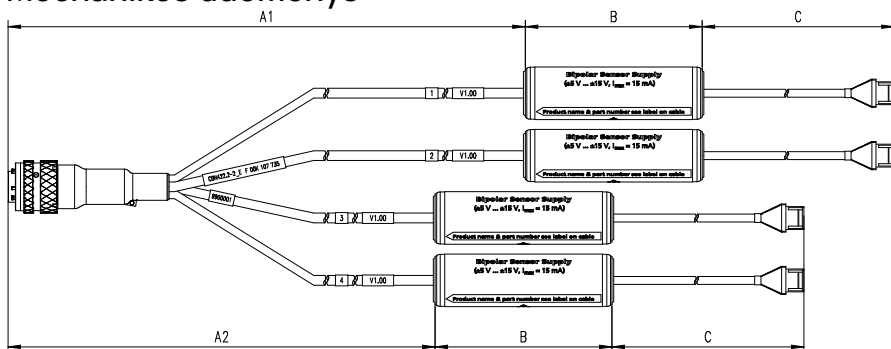 A1 B C
Bipolar Sensor Supply
(±5 V ... ±15 V, Imax = 15 mA)
1 V1.00
Product name & part number see label on cable
Bipolar Sensor Supply
(±5 V ... ±15 V, Imax = 15 mA)
2 V1.00
Product name & part number see label on cable
F 00K 107 735
9900001
Bipolar Sensor Supply
(±5 V ... ±15 V, Imax = 15 mA)
3 V1.00
Product name & part number see label on cable
Bipolar Sensor Supply
(±5 V ... ±15 V, Imax = 15 mA)
4 V1.00
Product name & part number see label on cable
A2 B C